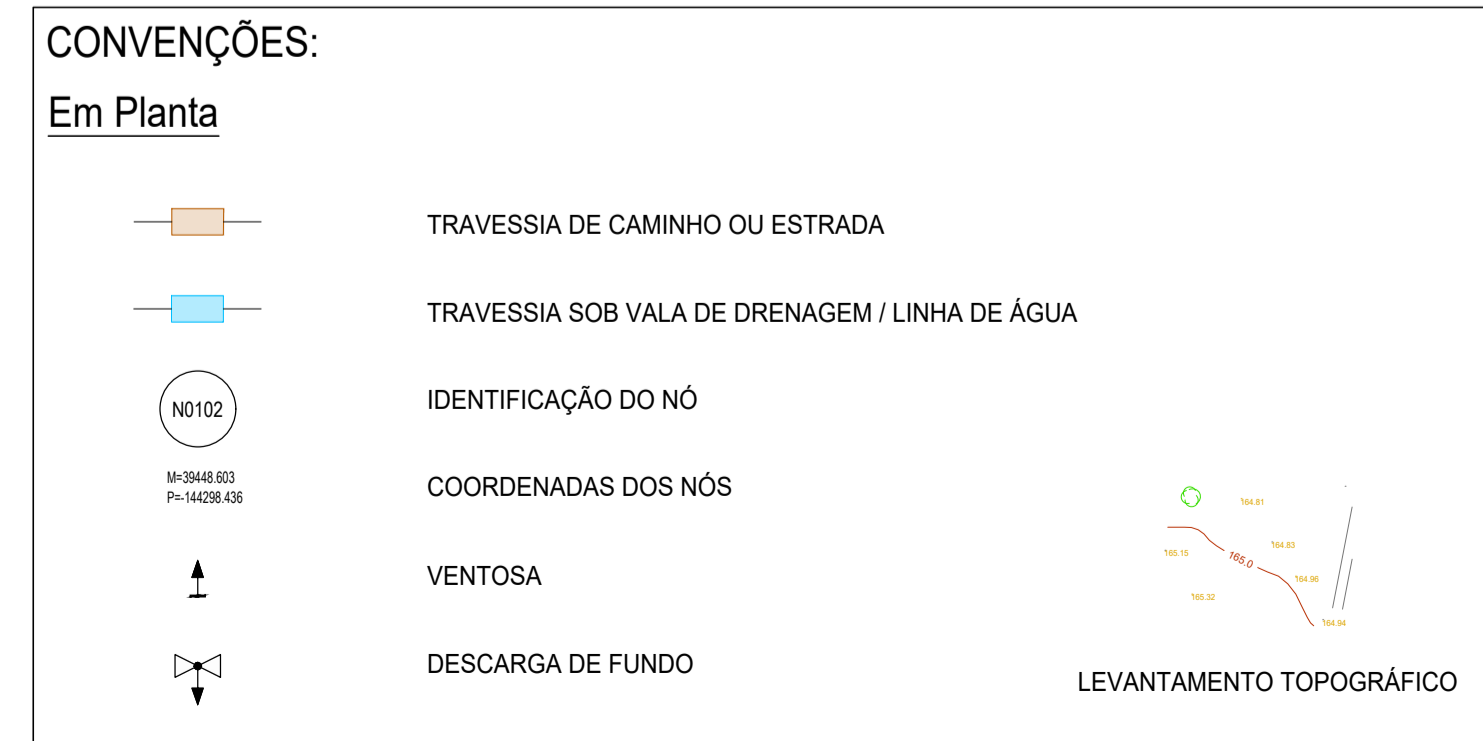 CONVENÇÕES:
Em Planta
TRAVESSIA DE CAMINHO OU ESTRADA
TRAVESSIA SOB VALA DE DRENAGEM / LINHA DE ÁGUA
N0102
IDENTIFICAÇÃO DO NÓ
M=39448.603
P=-144298.436
COORDENADAS DOS NÓS
VENTOSA
DESCARGA DE FUNDO
164.81
164.83
165.15
165.0
164.96
165.32
164.94
LEVANTAMENTO TOPOGRÁFICO